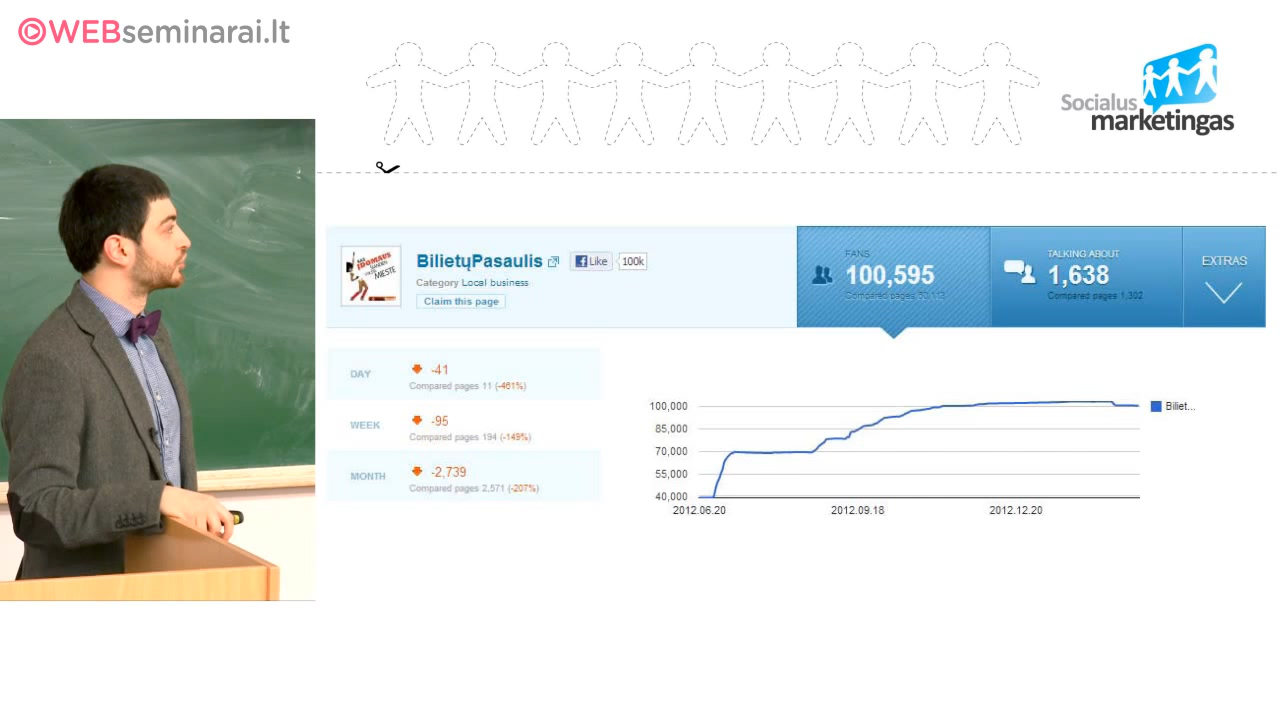 WEBseminarai.lt
Socialus
marketingas
BilietųPasaulis
Like
100k
Category Local business
Claim this page
FANS
100,595
TALKING ABOUT
1,638
Compared pages 1,302
EXTRAS
DAY
-41
Compared pages 11 (-461%)
WEEK
-95
Compared pages 194 (-149%)
MONTH
-2,739
Compared pages 2,571 (-207%)
100,000
85,000
70,000
55,000
40,000
2012.06.20
2012.09.18
2012.12.20
Biliet...